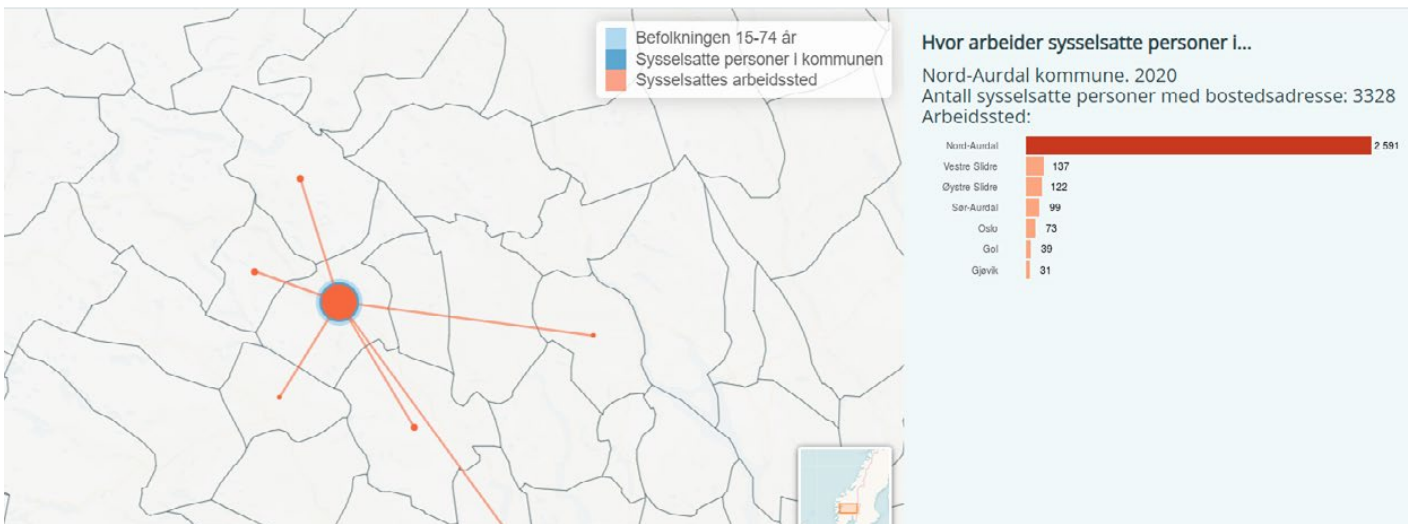 Befolkningen 15-74 år
Sysselsatte personer I kommunen
Sysselsattes arbeidssted
Hvor arbeider sysselsatte personer i...
Nord-Aurdal kommune. 2020
Antall sysselsatte personer med bostedsadresse: 3328
Arbeidssted:
Nord-Aurdal 2 591
Vestre Slidre 137
Øystre Slidre 122
Sør-Aurdal 99
Oslo 73
Gol 39
Gjøvik 31